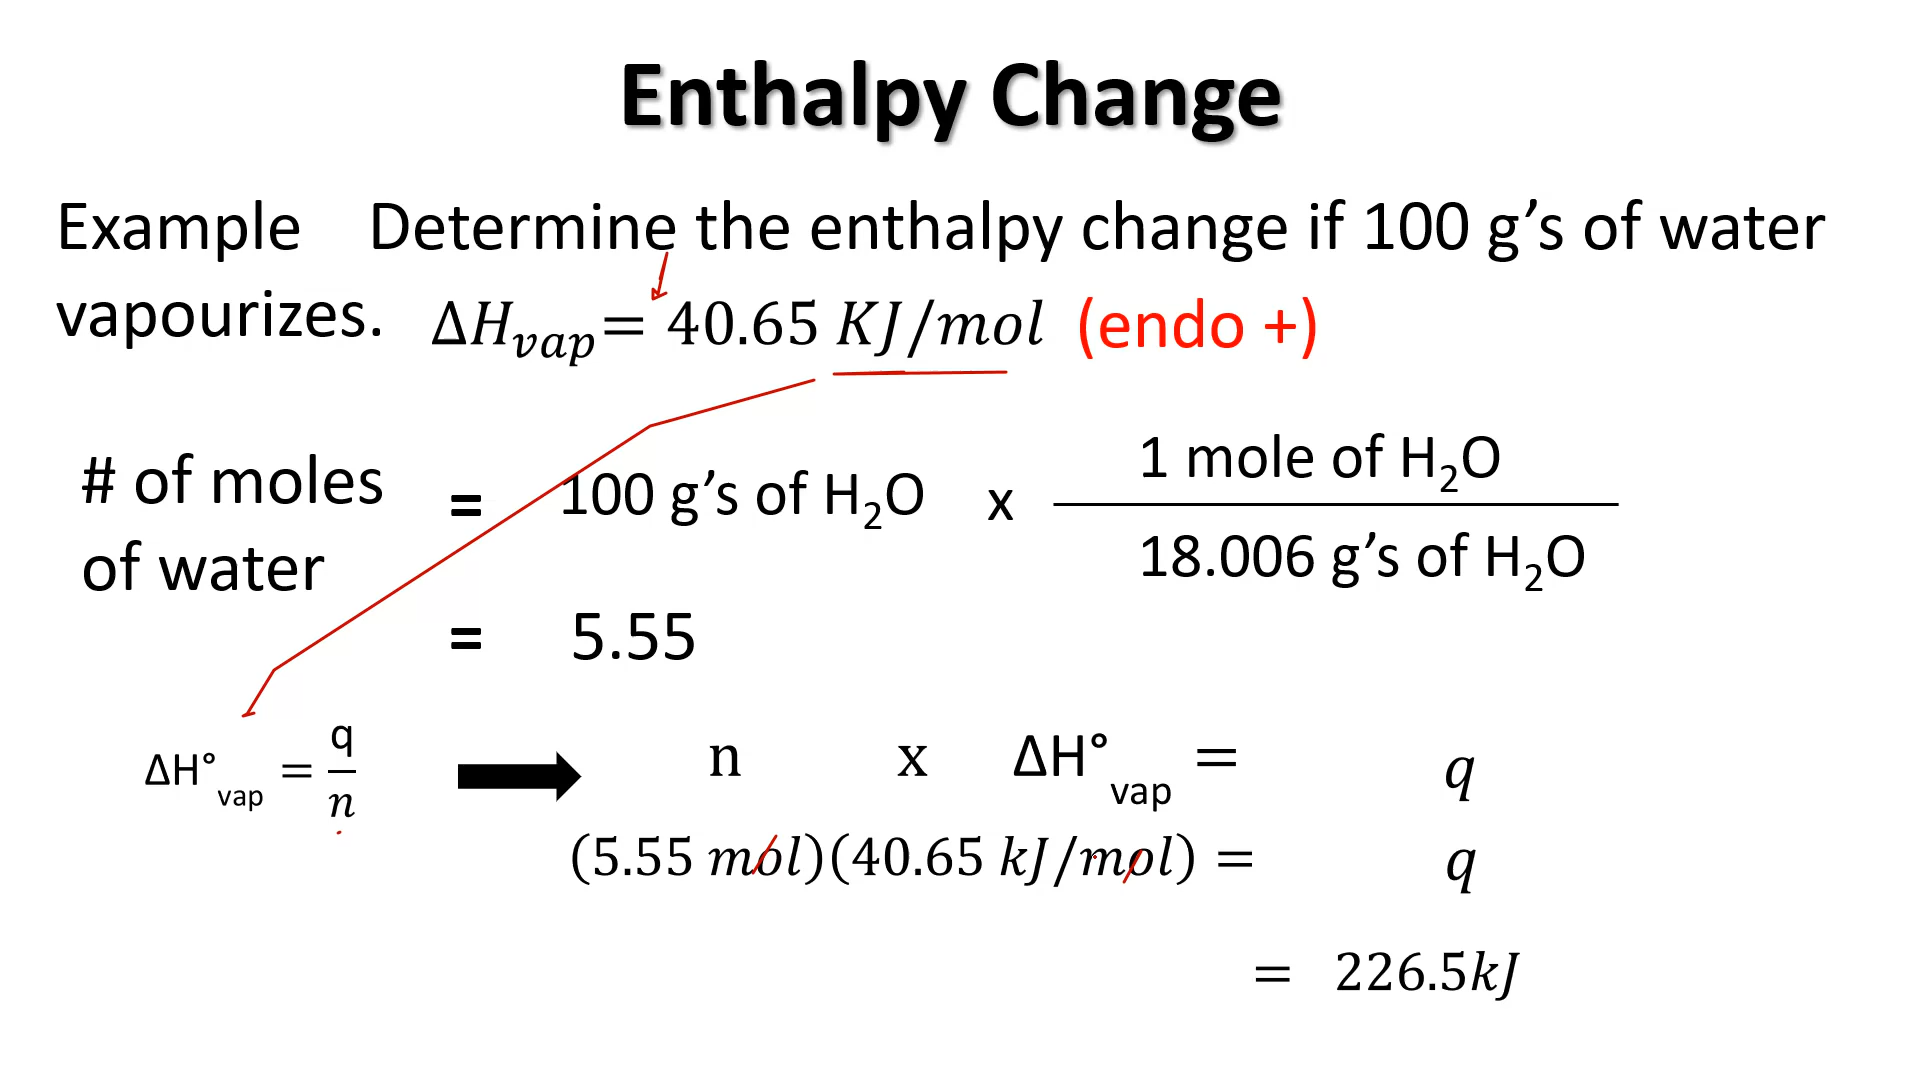 Enthalpy Change
Example Determine the enthalpy change if 100 g’s of water
vapourizes. ΔH_vap = 40.65 KJ/mol (endo +)
# of moles of water = 100 g’s of H₂O x 1 mole of H₂O / 18.006 g’s of H₂O
= 5.55
ΔH°vap = q/n ➡ n x ΔH°vap = q
(5.55 mol)(40.65 kJ/mol) = q
= 226.5kJ